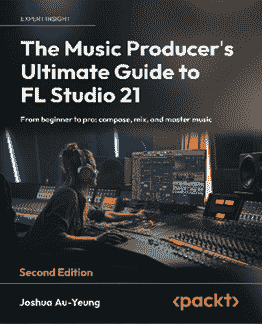 EXPERT INSIGHT
The Music Producer's
Ultimate Guide to
FL Studio 21
From beginner to pro: compose, mix, and master music
Second Edition
Joshua Au-Yeung
<packt>